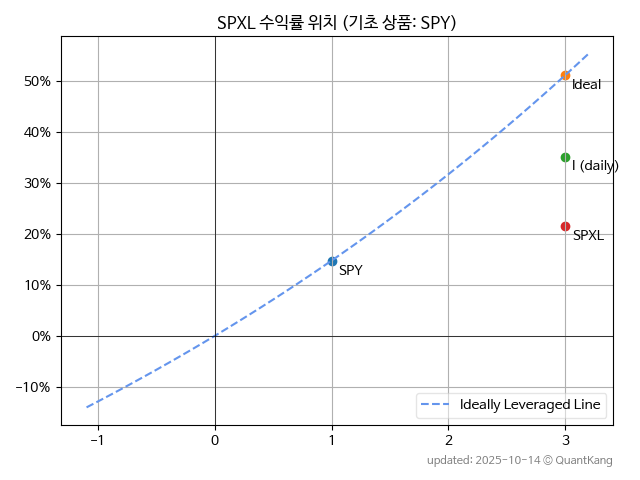 SPXL 수익률 위치 (기초 상품: SPY)
50%
40%
30%
20%
10%
0%
−10%
Ideal
I (daily)
SPXL
SPY
Ideally Leveraged Line
−1 0 1 2 3
updated: 2025-10-14 © QuantKang